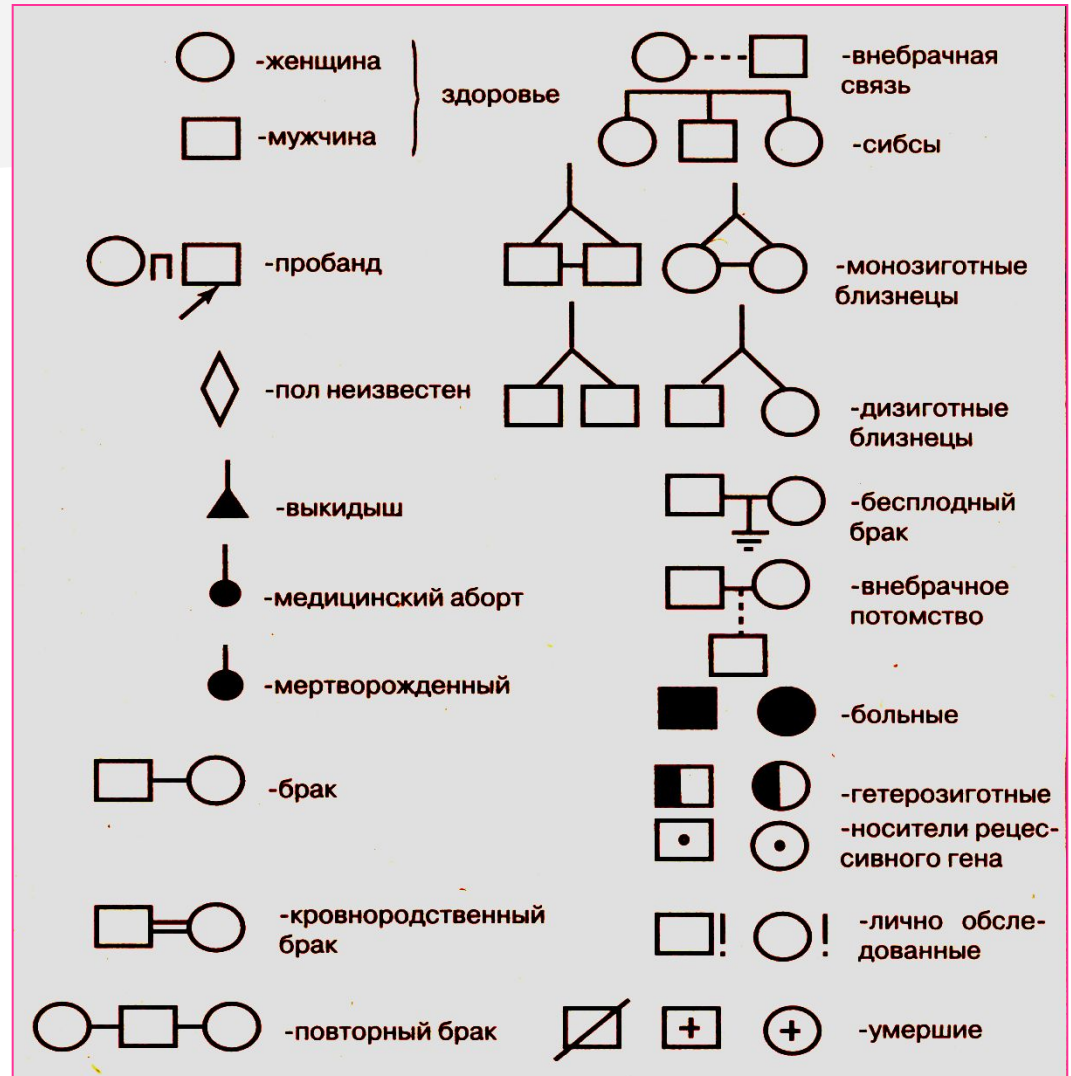 -женщина
-мужчина
здоровье
П
-пробанд
-пол неизвестен
-выкидыш
-медицинский аборт
-мертворожденный
-брак
-кровнородственный
брак
-повторный брак
-внебрачная
связь
-сибсы
-монозиготные
близнецы
-дизиготные
близнецы
-бесплодный
брак
-внебрачное
потомство
-больные
-гетерозиготные
-носители рецес-
сивного гена
! !
-лично обсле-
дованные
+ +
-умершие